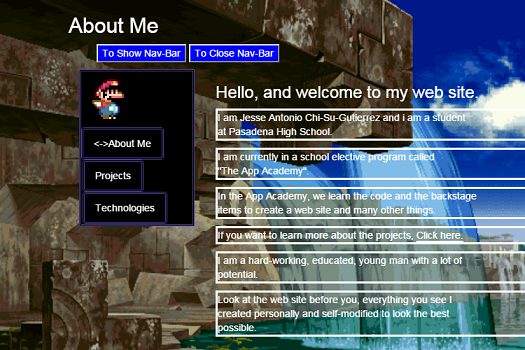 About Me
To Show Nav-Bar To Close Nav-Bar
Hello, and welcome to my web site.
I am Jesse Antonio Chi-Su-Gutierrez and i am a student
at Pasadena High School.
<->About Me
I am currently in a school elective program called
"The App Academy".
Projects
In the App Academy, we learn the code and the backstage
items to create a web site and many other things.
Technologies
If you want to learn more about the projects, Click here.
I am a hard-working, educated, young man with a lot of
potential.
Look at the web site before you, everything you see I
created personally and self-modified to look the best
possible.